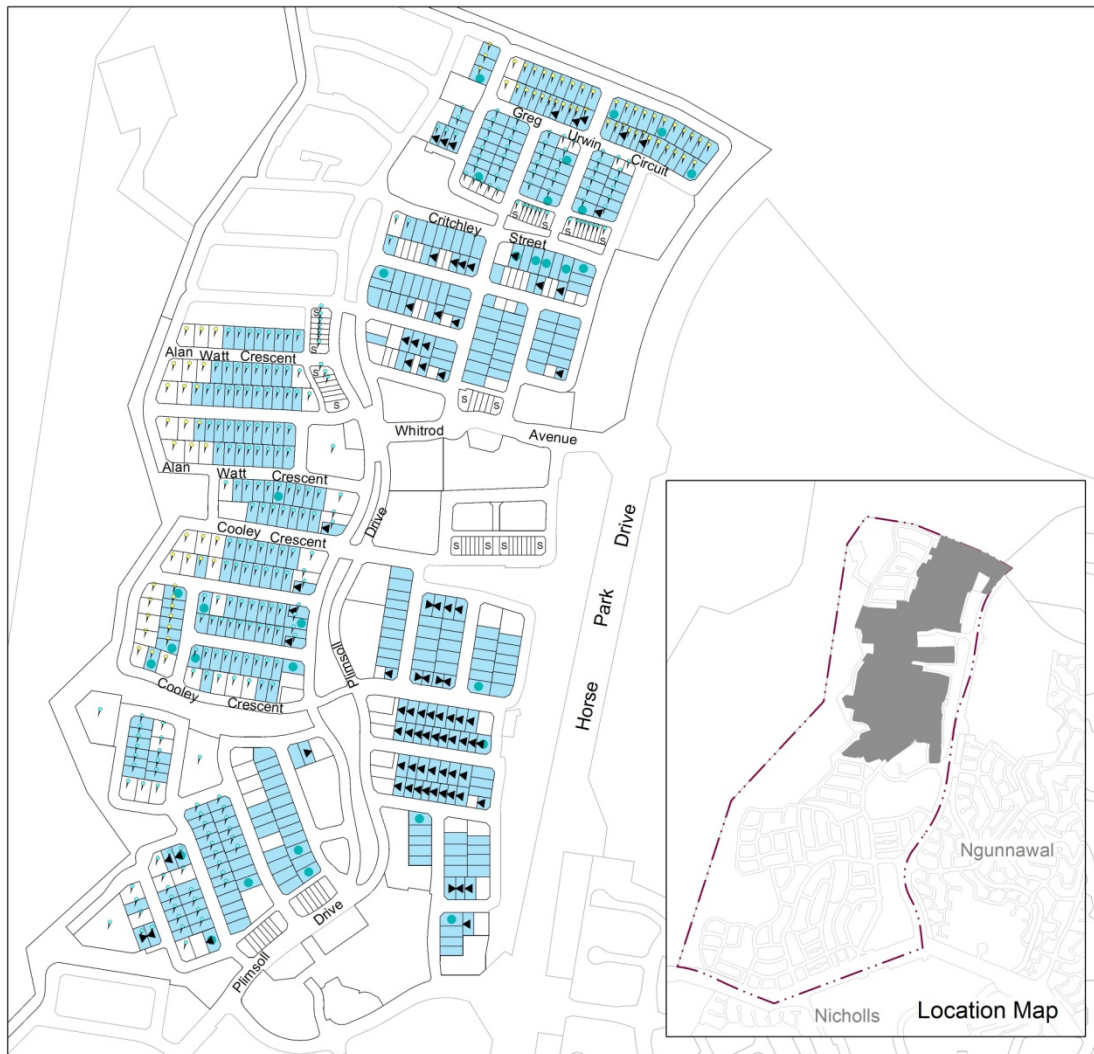 Greg Urwin Circuit
S S S S
Critchley Street
S
S
Alan Watt Crescent
S
S
S S
Whitrod Avenue
Alan Watt Crescent
Drive
Cooley Crescent
S S S S
Plimsoll
Cooley Crescent
Horse Park Drive
Plimsoll Drive
Ngunnawal
Nicholls
Location Map